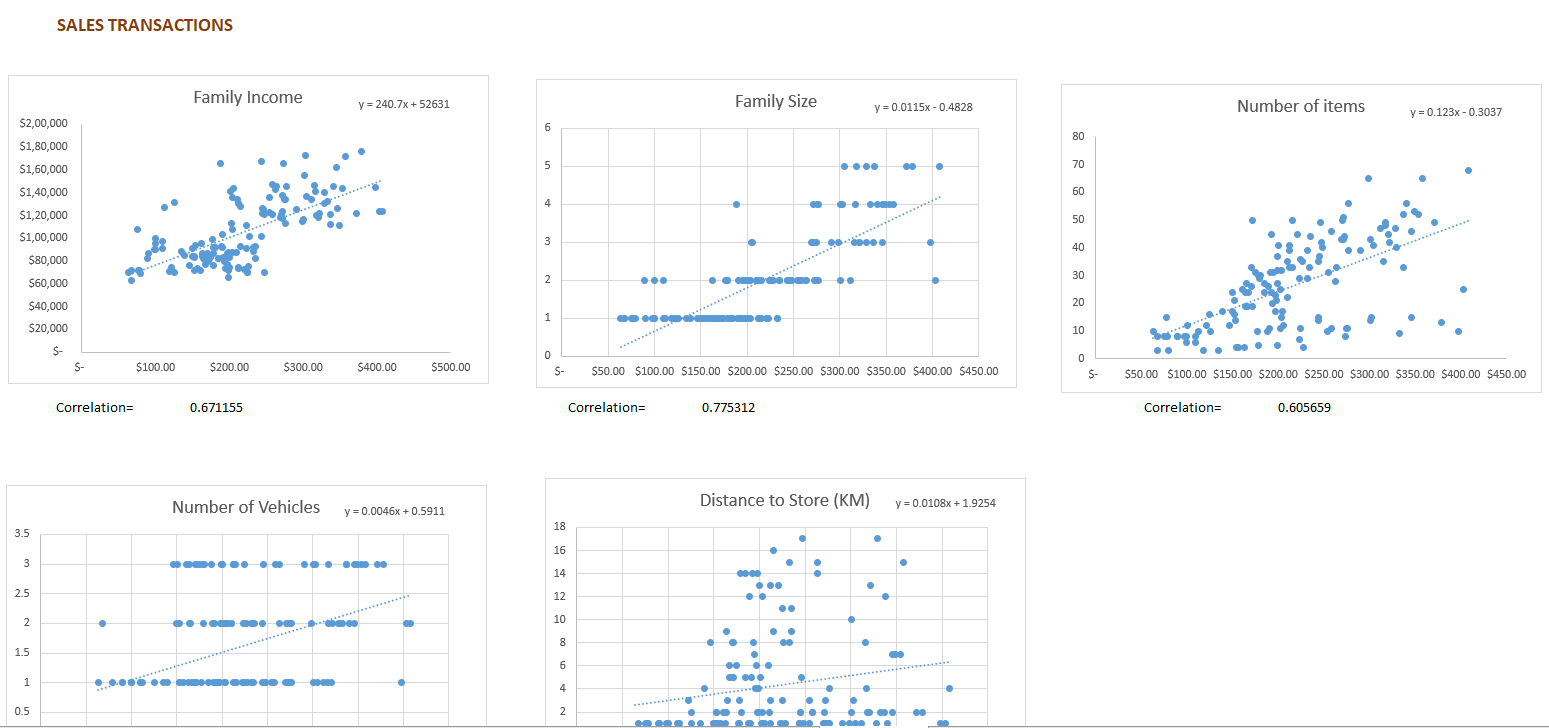 SALES TRANSACTIONS
Family Income
y = 240.7x + 52631
$2,00,000
$1,80,000
$1,60,000
$1,40,000
$1,20,000
$1,00,000
$80,000
$60,000
$40,000
$20,000
$-
$- $100.00 $200.00 $300.00 $400.00 $500.00
Correlation= 0.671155
Family Size
y = 0.0115x - 0.4828
6
5
4
3
2
1
0
$- $50.00 $100.00 $150.00 $200.00 $250.00 $300.00 $350.00 $400.00 $450.00
Correlation= 0.775312
Number of items
y = 0.123x - 0.3037
80
70
60
50
40
30
20
10
0
$- $50.00 $100.00 $150.00 $200.00 $250.00 $300.00 $350.00 $400.00 $450.00
Correlation= 0.605659
Number of Vehicles
y = 0.0046x + 0.5911
3.5
3
2.5
2
1.5
1
0.5
Distance to Store (KM)
y = 0.0108x + 1.9254
18
16
14
12
10
8
6
4
2